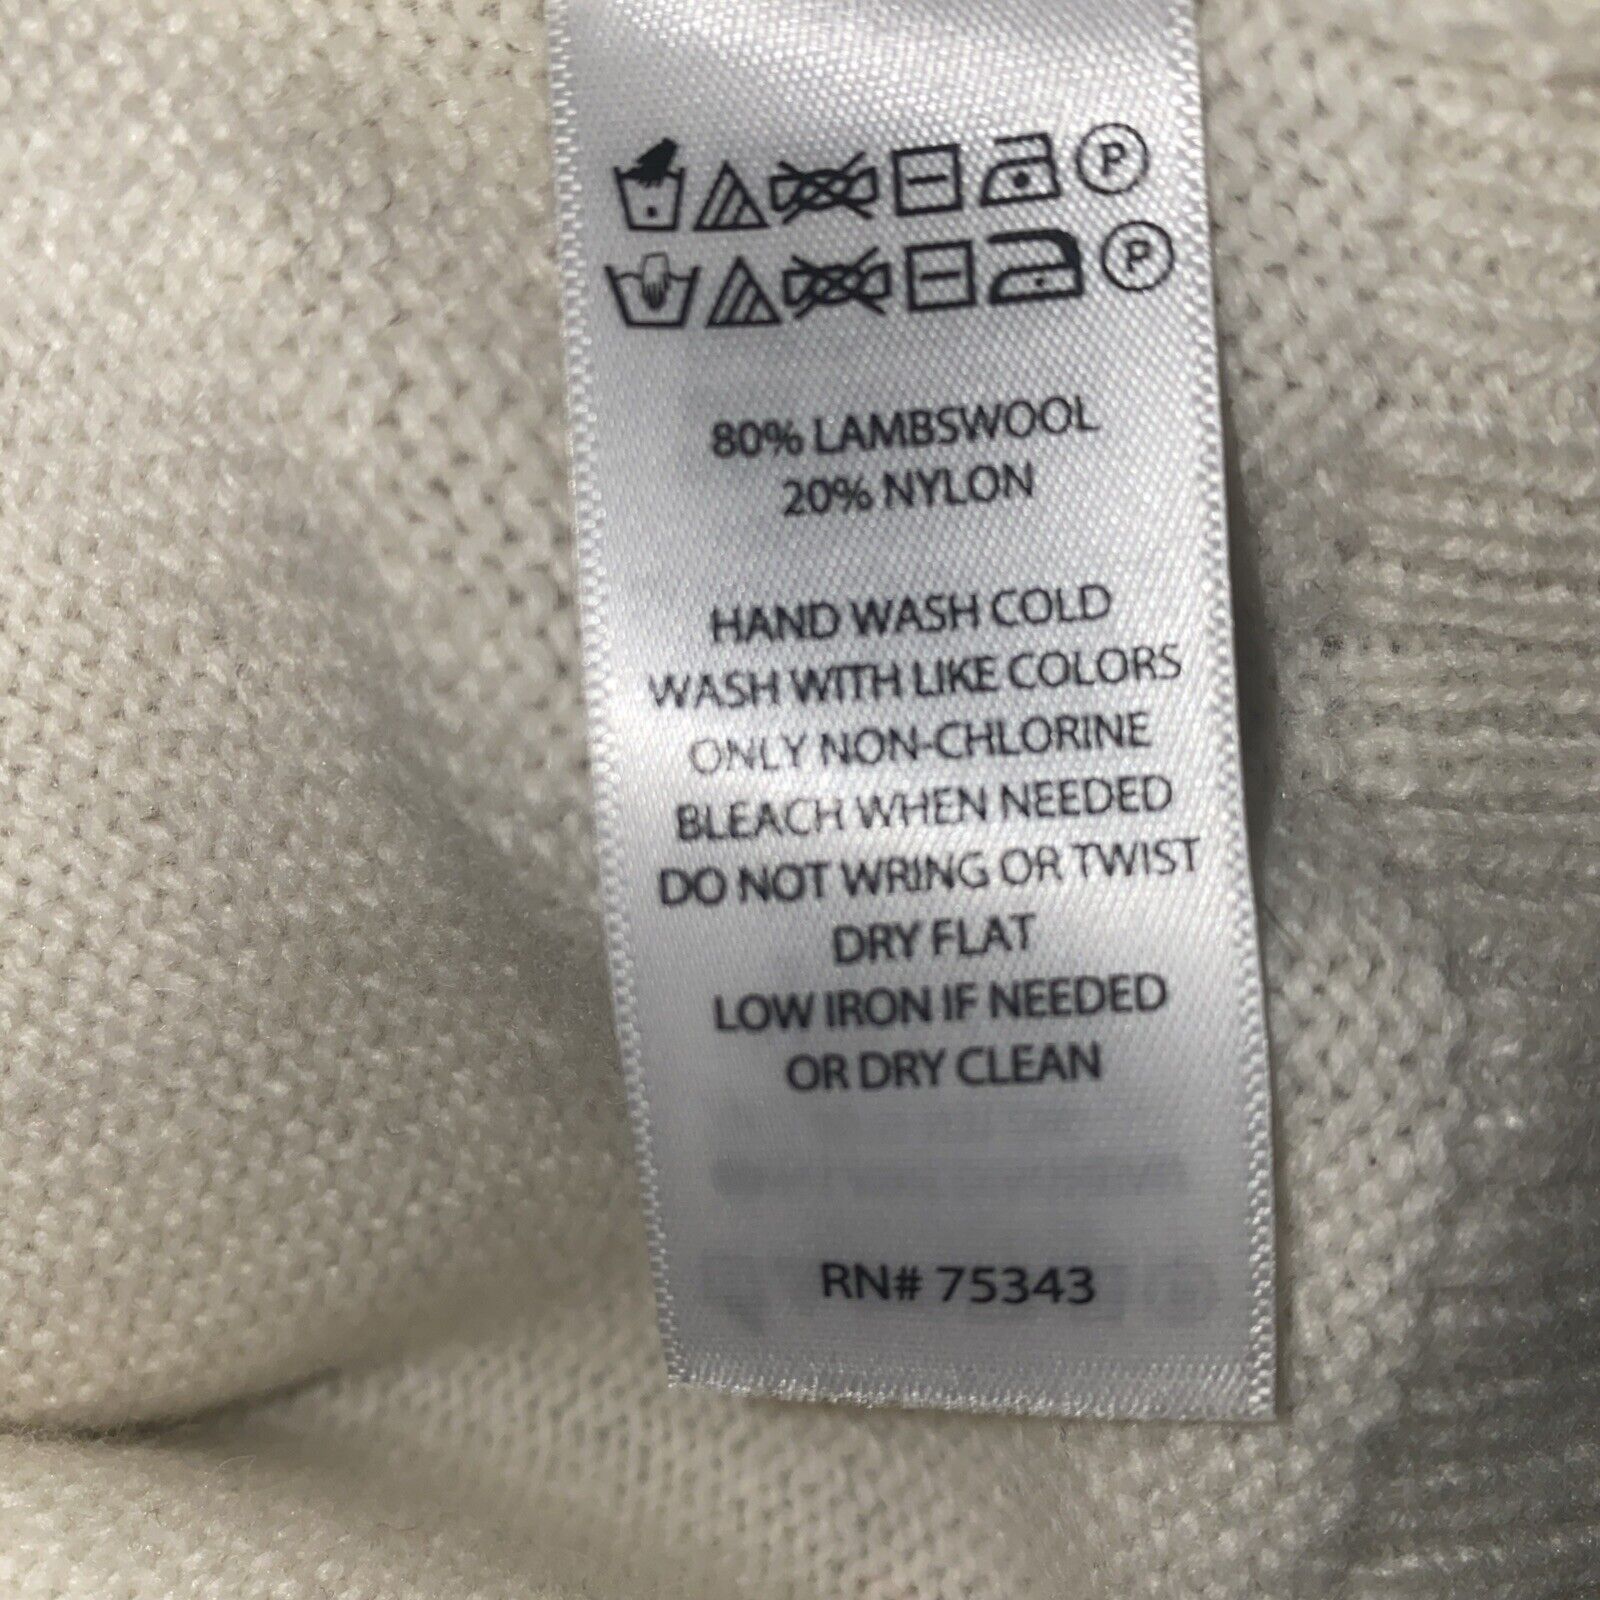 P
P
80% LAMBSWOOL
20% NYLON
HAND WASH COLD
WASH WITH LIKE COLORS
ONLY NON-CHLORINE
BLEACH WHEN NEEDED
DO NOT WRING OR TWIST
DRY FLAT
LOW IRON IF NEEDED
OR DRY CLEAN
RN# 75343